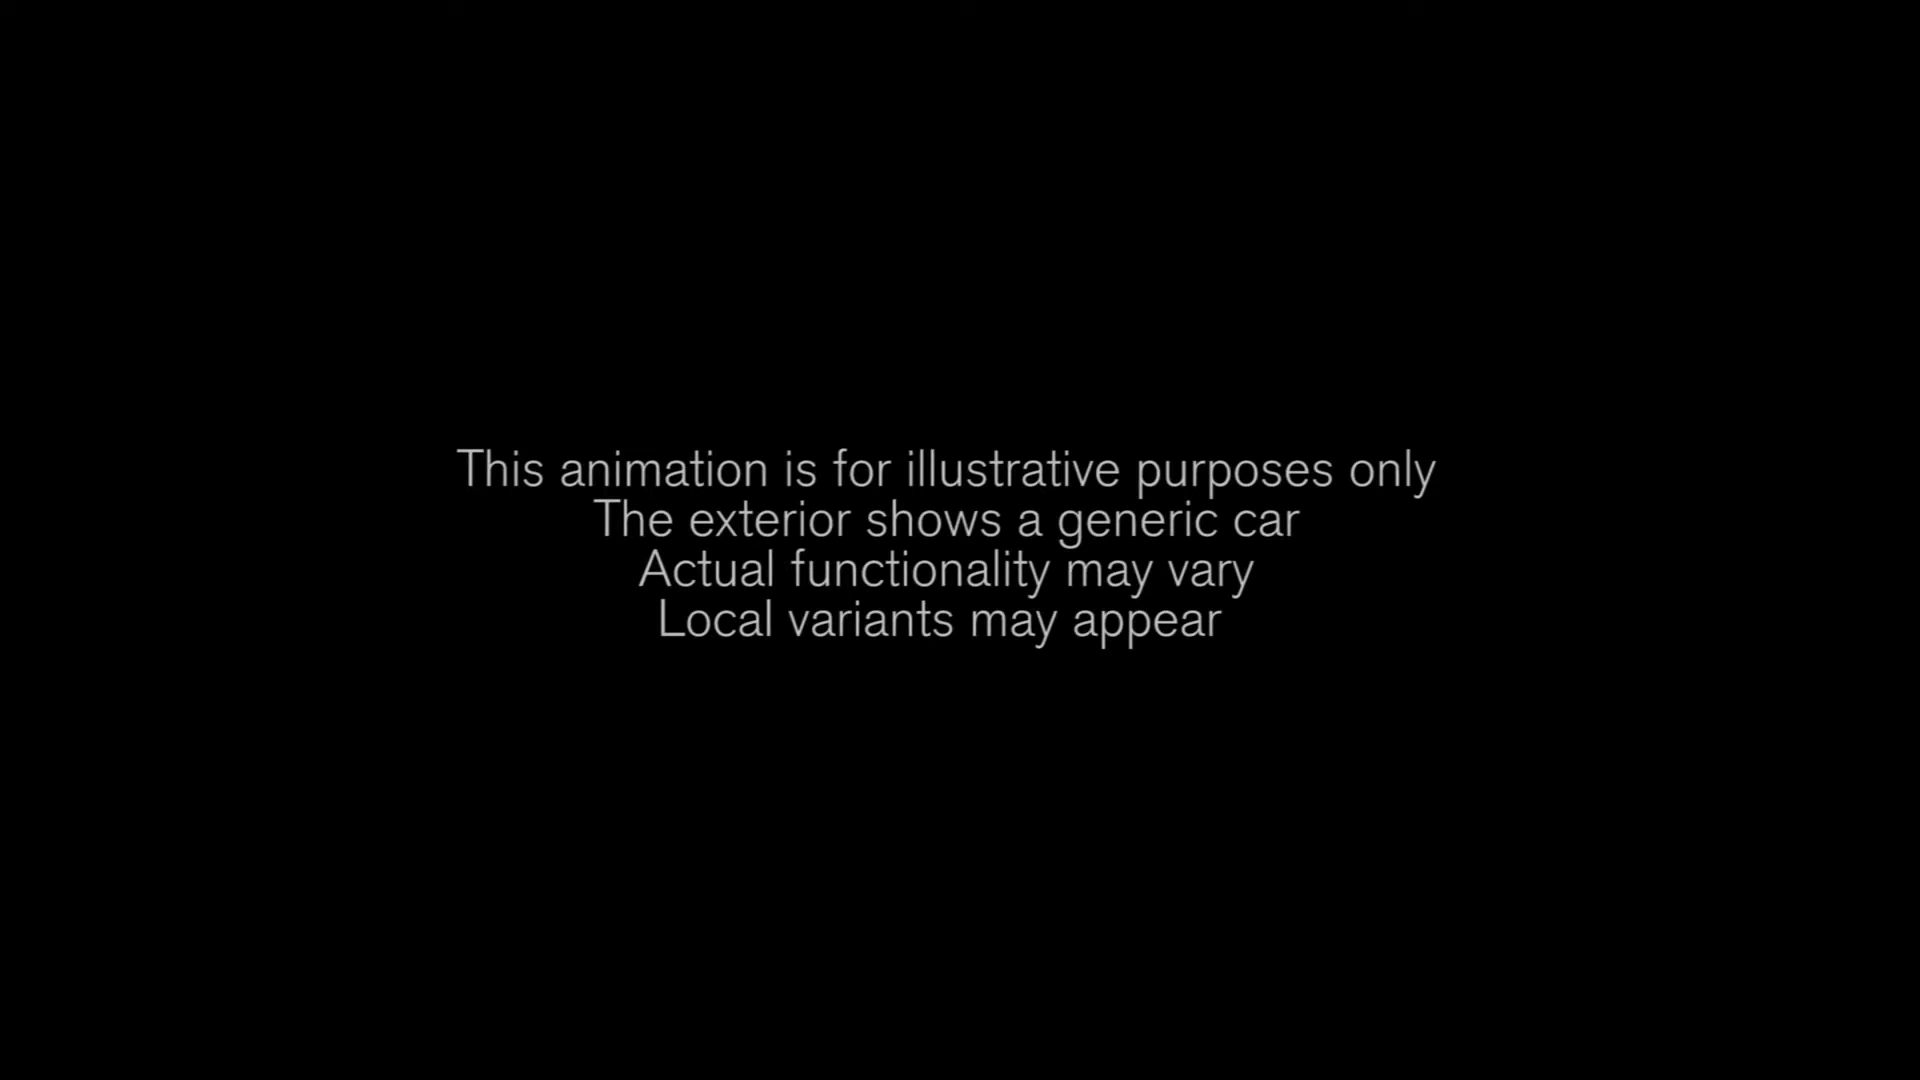 This animation is for illustrative purposes only
The exterior shows a generic car
Actual functionality may vary
Local variants may appear